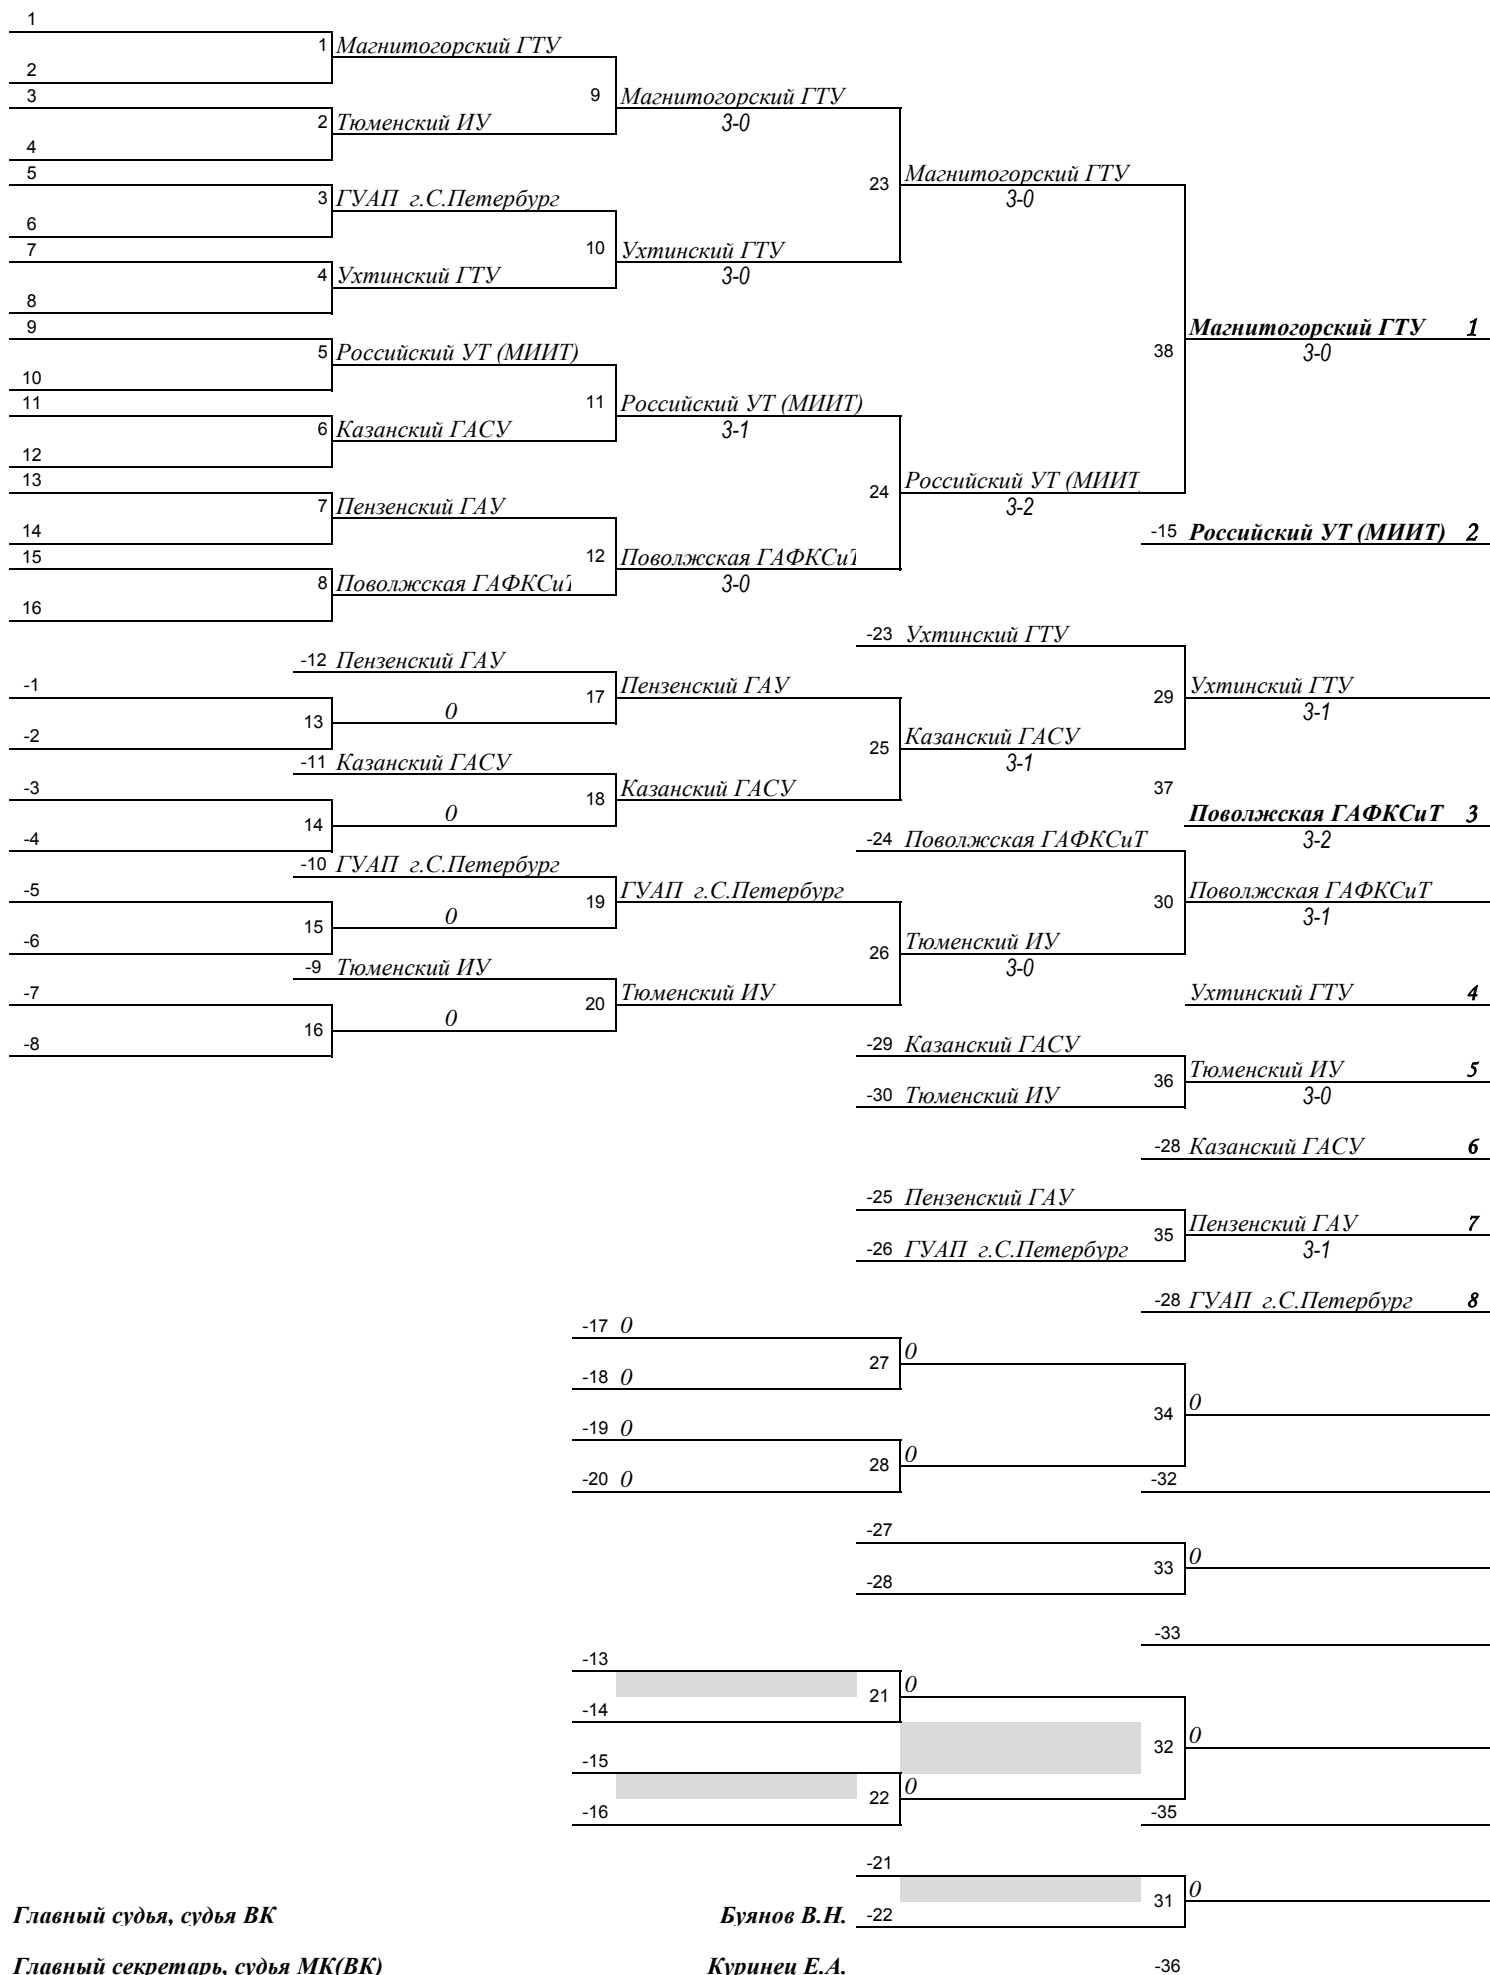 1
1 Магнитогорский ГТУ
2
3
9 Магнитогорский ГТУ
2 Тюменский ИУ
3-0
4
5
23 Магнитогорский ГТУ
3 ГУАП г.С.Петербург
3-0
6
7
10 Ухтинский ГТУ
4 Ухтинский ГТУ
3-0
8
9
Магнитогорский ГТУ 1
5 Российский УТ (МИИТ)
38
3-0
10
11
11 Российский УТ (МИИТ)
6 Казанский ГАСУ
3-1
12
13
24 Российский УТ (МИИТ
7 Пензенский ГАУ
3-2
14
-15 Российский УТ (МИИТ) 2
15
12 Поволжская ГАФКСиТ
8 Поволжская ГАФКСиТ
3-0
16
-23 Ухтинский ГТУ
-12 Пензенский ГАУ
-1
17 Пензенский ГАУ
29 Ухтинский ГТУ
13 0
3-1
-2
25 Казанский ГАСУ
-11 Казанский ГАСУ
3-1
-3
18 Казанский ГАСУ
37
14 0
Поволжская ГАФКСиТ 3
-4
-24 Поволжская ГАФКСиТ
3-2
-10 ГУАП г.С.Петербург
-5
19 ГУАП г.С.Петербург
30 Поволжская ГАФКСиТ
15 0
3-1
-6
26 Тюменский ИУ
-9 Тюменский ИУ
3-0
-7
20 Тюменский ИУ
Ухтинский ГТУ 4
16 0
-8
-29 Казанский ГАСУ
36 Тюменский ИУ 5
-30 Тюменский ИУ
3-0
-28 Казанский ГАСУ 6
-25 Пензенский ГАУ
35 Пензенский ГАУ 7
-26 ГУАП г.С.Петербург
3-1
-28 ГУАП г.С.Петербург 8
-17 0
27 0
-18 0
34 0
-19 0
28 0
-20 0
-32
-27
33 0
-28
-33
-13
21 0
-14
32 0
-15
22 0
-16
-35
-21
31 0
Главный судья, судья ВК Буянов В.Н. -22
Главный секретарь, судья МК(ВК) Куринец Е.А. -36